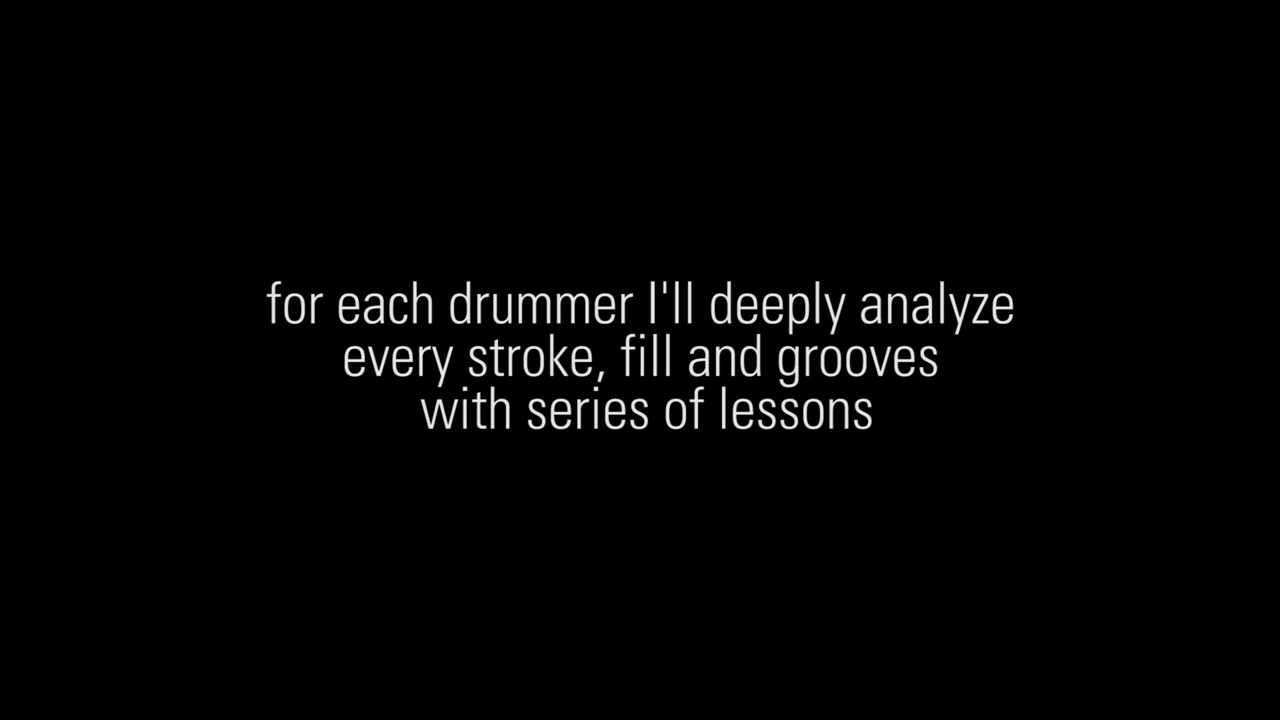 for each drummer I'll deeply analyze
every stroke, fill and grooves
with series of lessons